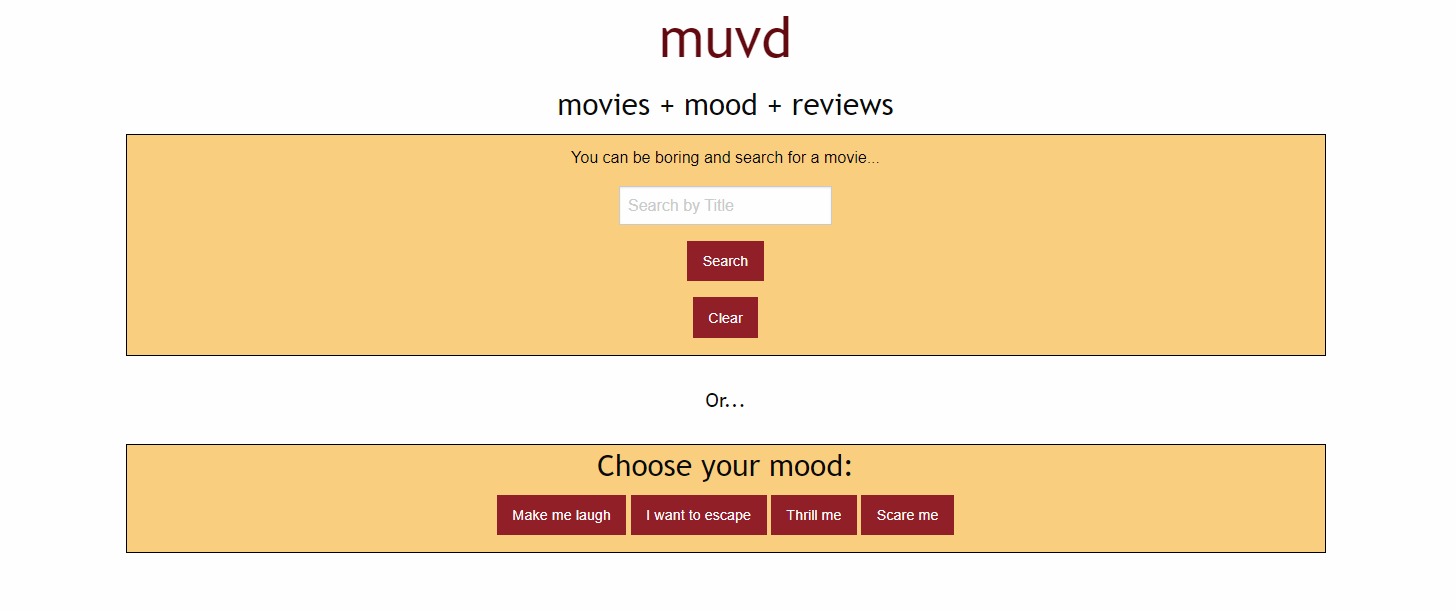 muvd
movies + mood + reviews
You can be boring and search for a movie...
Search by Title
Search
Clear
Or...
Choose your mood:
Make me laugh I want to escape Thrill me Scare me